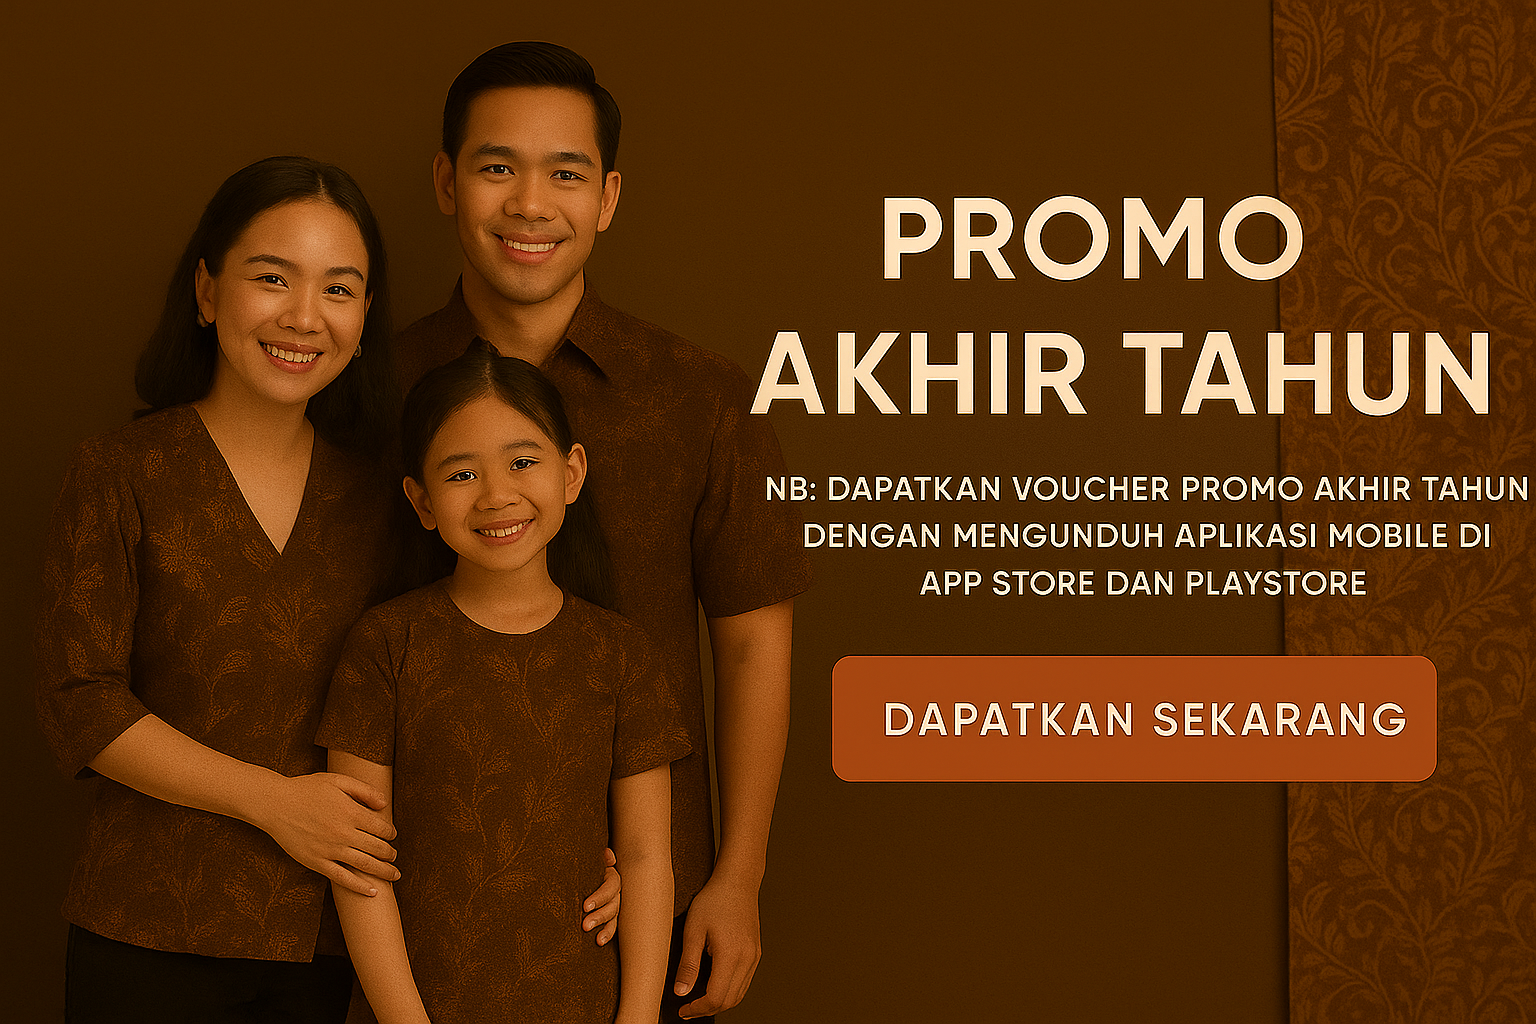 PROMO
AKHIR TAHUN
NB: DAPATKAN VOUCHER PROMO AKHIR TAHUN
DENGAN MENGUNDUH APLIKASI MOBILE DI
APP STORE DAN PLAYSTORE
DAPATKAN SEKARANG